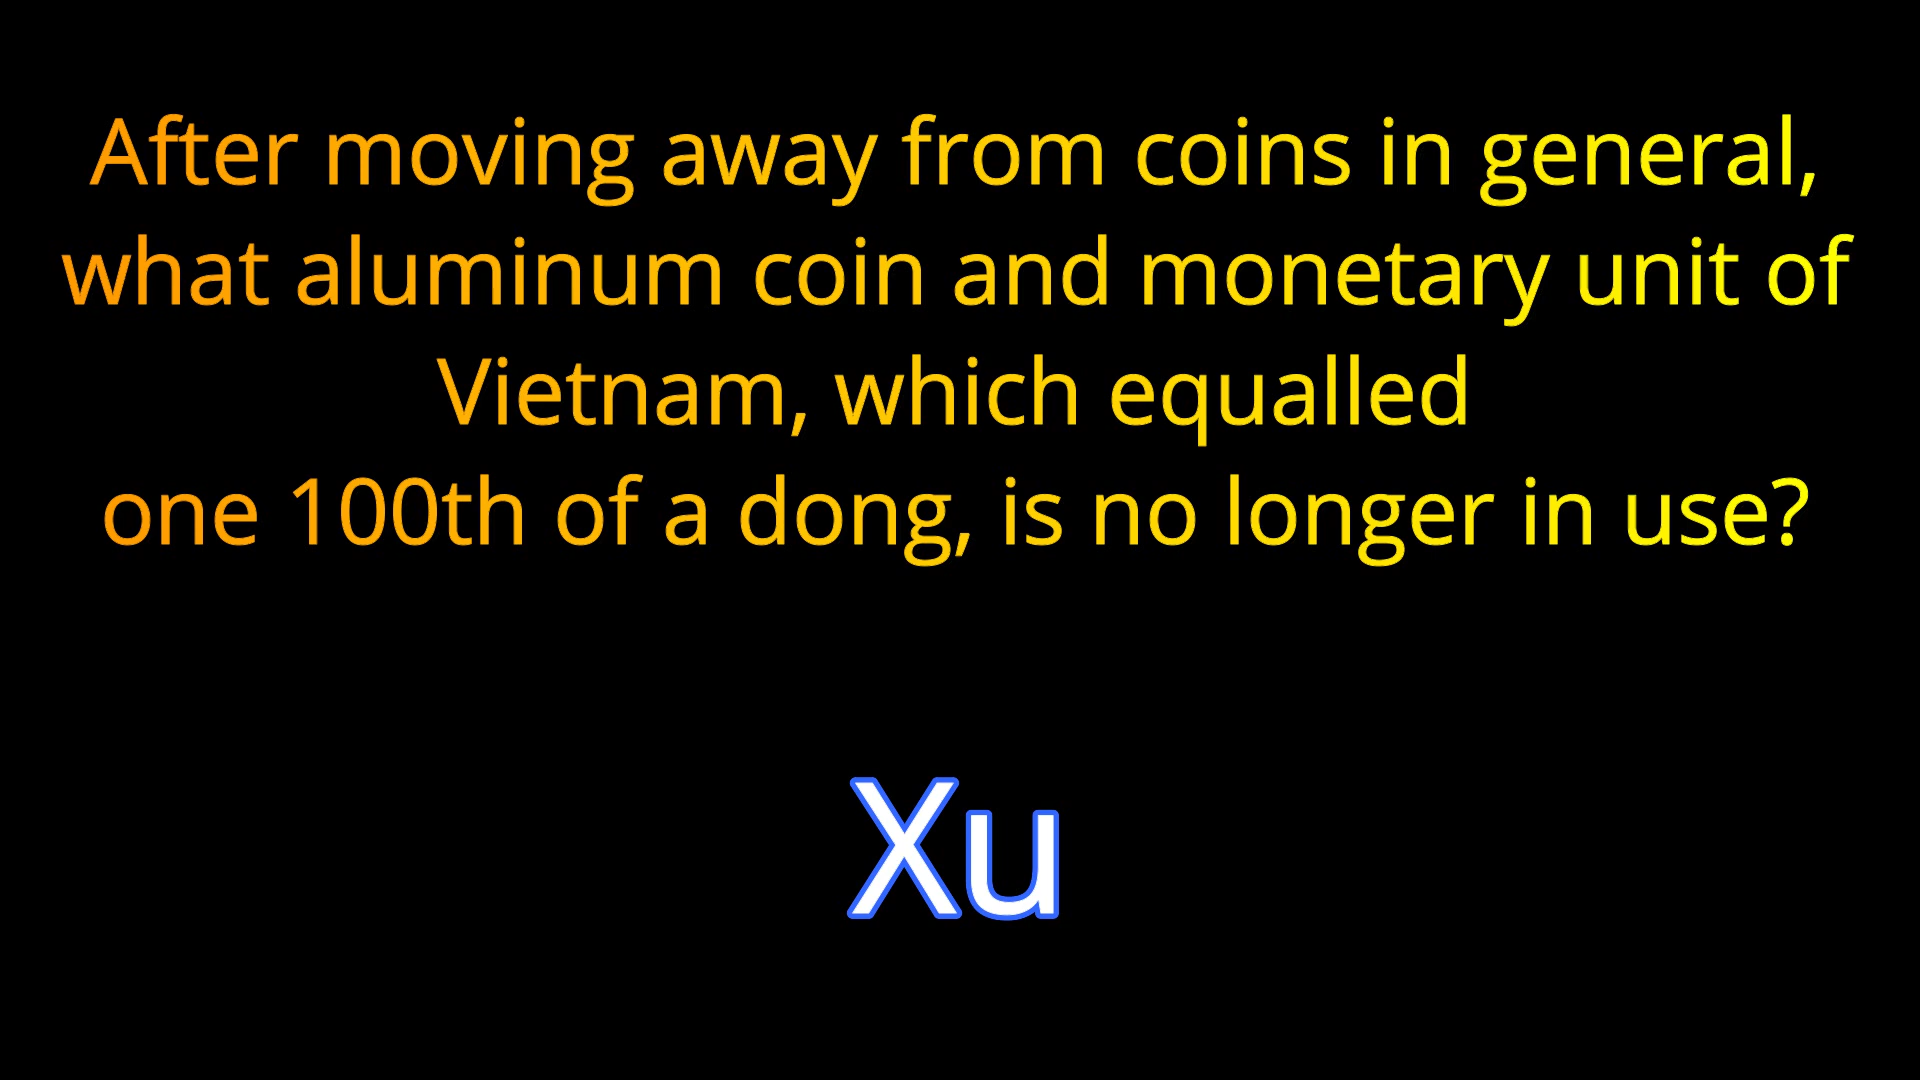 After moving away from coins in general,
what aluminum coin and monetary unit of
Vietnam, which equalled
one 100th of a dong, is no longer in use?
Xu